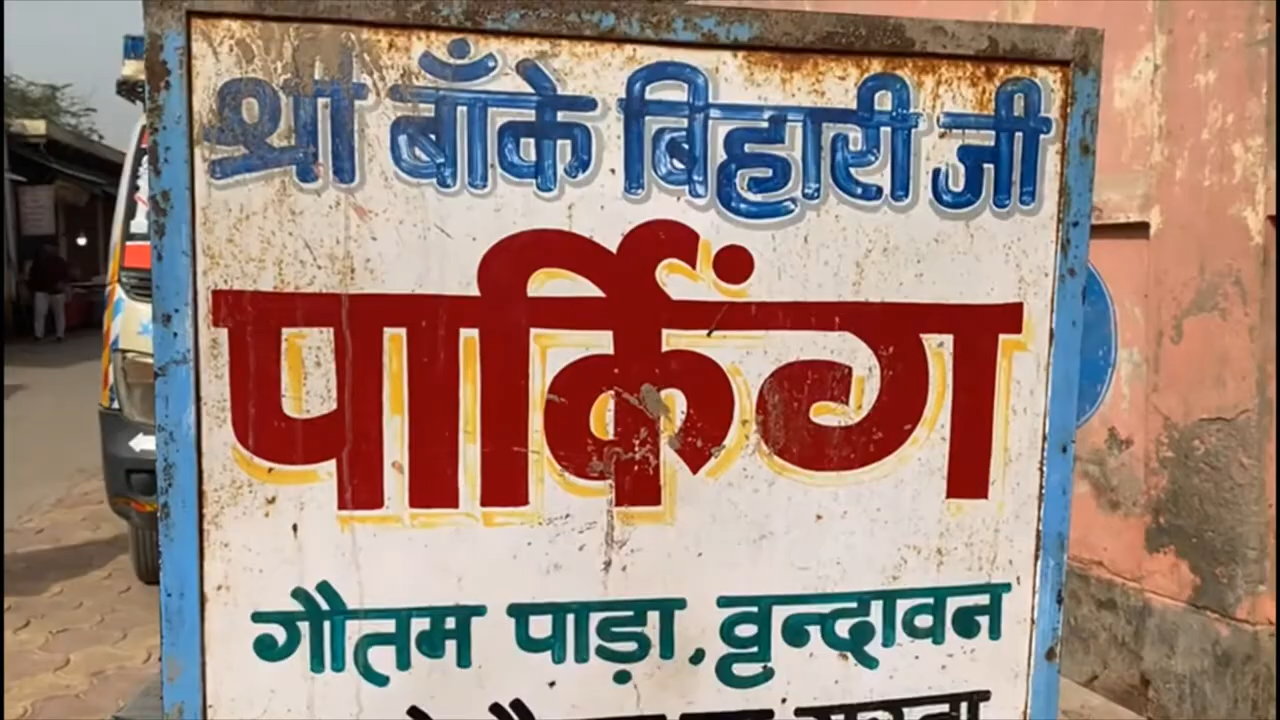 श्री बाँके बिहारी जी
पार्किंग
गौतम पाड़ा, वृन्दावन